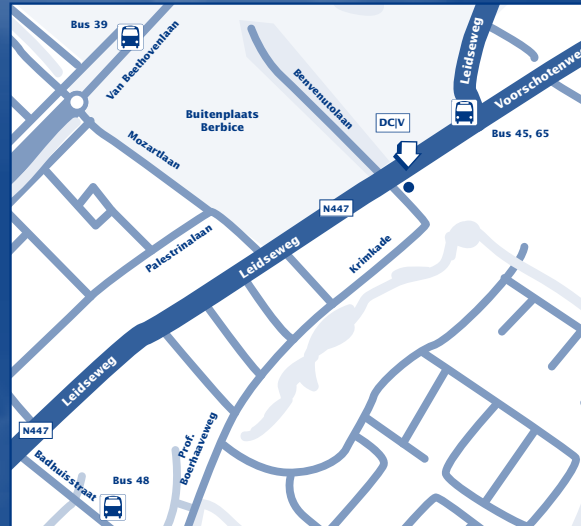 Bus 39
Van Beethovenlaan
Leidseweg
Voorschotenwe
Benvenutolaan
Buitenplaats
Berbice
DC|V
Bus 45, 65
Mozartlaan
N447
Palestrinalaan
Leidseweg
Krimkade
Leidseweg
N447
Prof.
Boerhaaveweg
Badhuisstraat
Bus 48